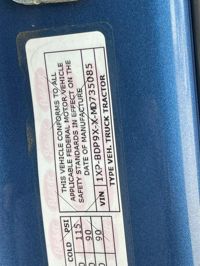 THIS VEHICLE CONFORMS TO ALL
APPLICABLE FEDERAL MOTOR VEHICLE
SAFETY STANDARDS IN EFFECT ON THE
DATE OF MANUFACTURE.
VIN 1XP-BDP9X-X-MD735085
TYPE VEH. TRUCK TRACTOR
COLD PSI
115
90
90